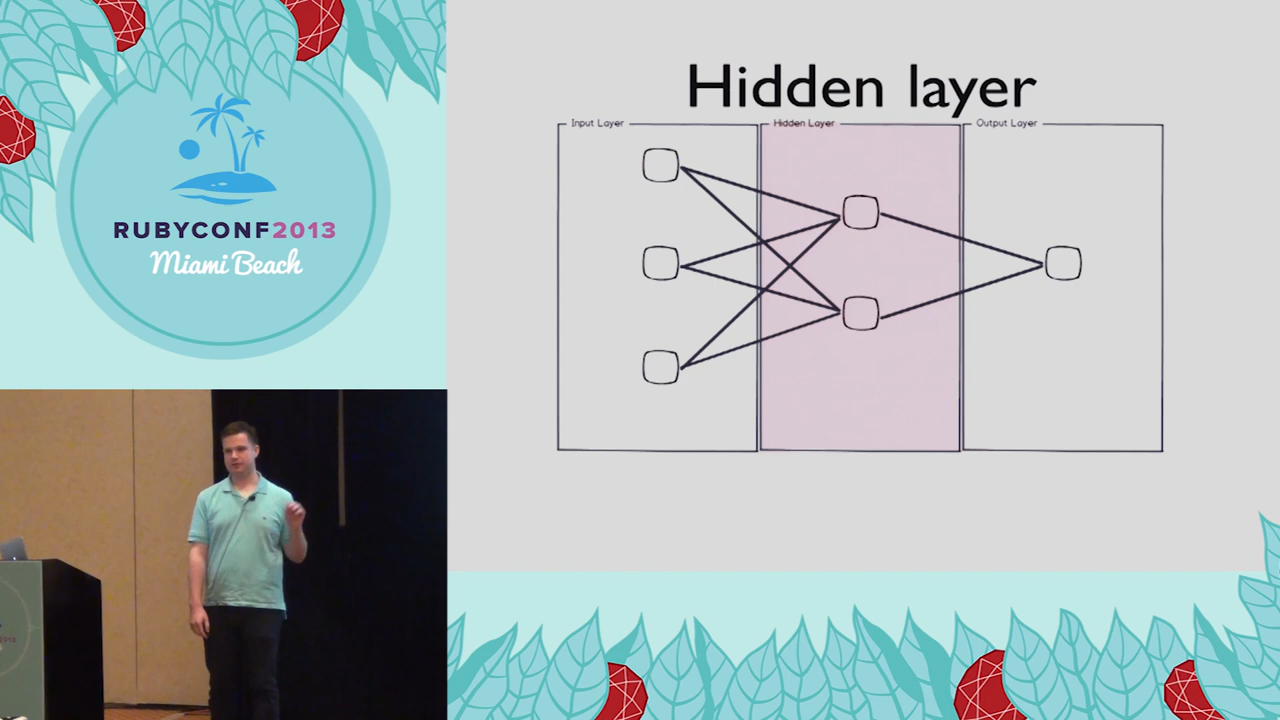 RUBYCONF2013
Miami Beach
Hidden layer
Input Layer
Hidden Layer
Output Layer